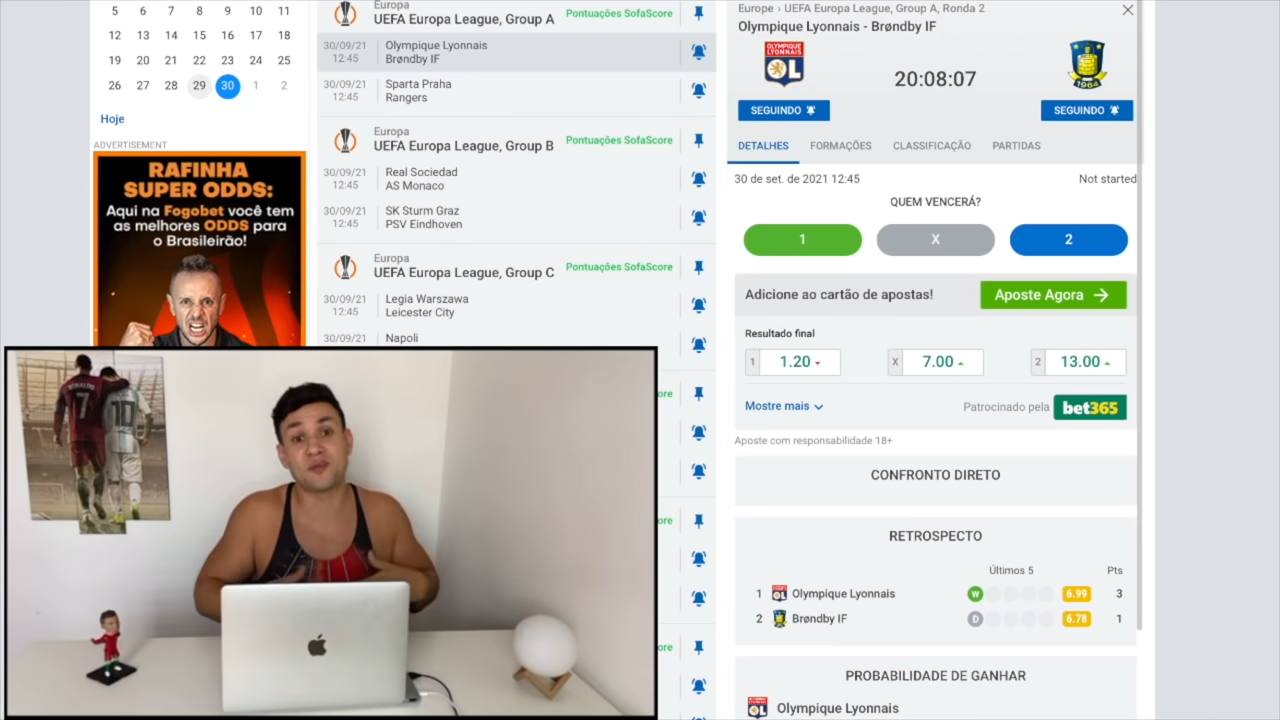 5 6 7 8 9 10 11
12 13 14 15 16 17 18
19 20 21 22 23 24 25
26 27 28 29 30 1 2
Hoje
ADVERTISEMENT
RAFINHA
SUPER ODDS:
Aqui na Fogobet você tem
as melhores ODDS para
o Brasileirão!
Europa
UEFA Europa League, Group A
Pontuações SofaScore
30/09/21
12:45
Olympique Lyonnais
Brøndby IF
30/09/21
12:45
Sparta Praha
Rangers
Europa
UEFA Europa League, Group B
Pontuações SofaScore
30/09/21
12:45
Real Sociedad
AS Monaco
30/09/21
12:45
SK Sturm Graz
PSV Eindhoven
Europa
UEFA Europa League, Group C
Pontuações SofaScore
30/09/21
12:45
Legia Warszawa
Leicester City
30/09/21
Napoli
ore
ore
ore
RONALDO
7
10
Europe › UEFA Europa League, Group A, Ronda 2
Olympique Lyonnais - Brøndby IF
OLYMPIQUE
LYONNAIS
OL
20:08:07
1964
SEGUINDO
SEGUINDO
DETALHES FORMAÇÕES CLASSIFICAÇÃO PARTIDAS
30 de set. de 2021 12:45
Not started
QUEM VENCERÁ?
1 X 2
Adicione ao cartão de apostas!
Aposte Agora
Resultado final
1 1.20 X 7.00 2 13.00
Mostre mais
Patrocinado pela bet365
Aposte com responsabilidade 18+
CONFRONTO DIRETO
RETROSPECTO
Últimos 5 Pts
1 Olympique Lyonnais W 6.99 3
2 Brøndby IF D 6.78 1
PROBABILIDADE DE GANHAR
Olympique Lyonnais